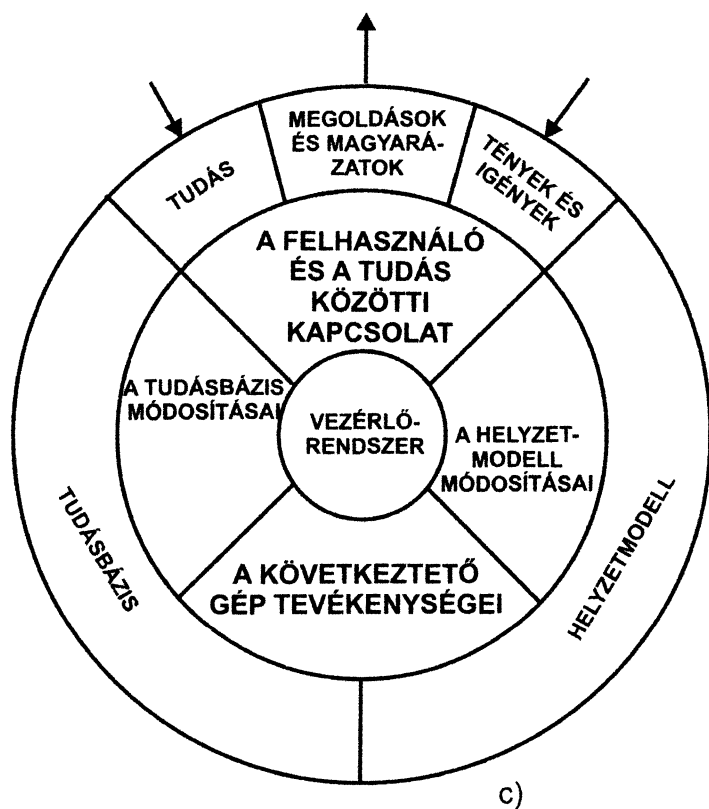 MEGOLDÁSOK
ÉS MAGYARÁ-
ZATOK
TUDÁS
TÉNYEK ÉS
IGÉNYEK
A FELHASZNÁLÓ
ÉS A TUDÁS
KÖZÖTTI
KAPCSOLAT
A TUDÁSBÁZIS
MÓDOSÍTÁSAI
VEZÉRLŐ-
RENDSZER
A HELYZET-
MODELL
MÓDOSÍTÁSAI
TUDÁSBÁZIS
HELYZETMODELL
A KÖVETKEZTETŐ
GÉP TEVÉKENYSÉGEI
c)